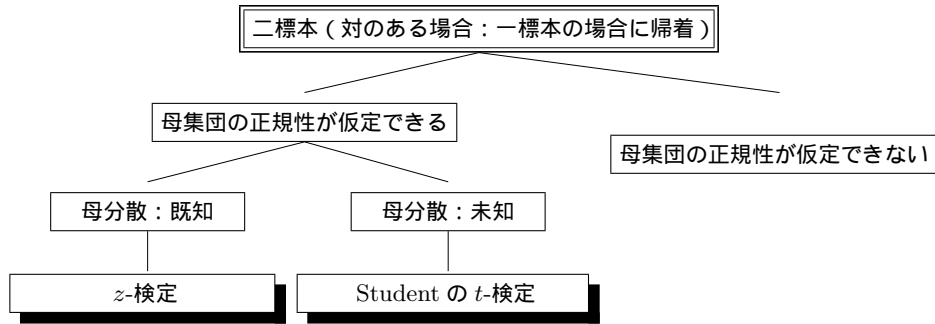 二標本(対のある場合:一標本の場合に帰着)
母集団の正規性が仮定できる
母集団の正規性が仮定できない
母分散:既知
母分散:未知
z-検定
Student の t-検定